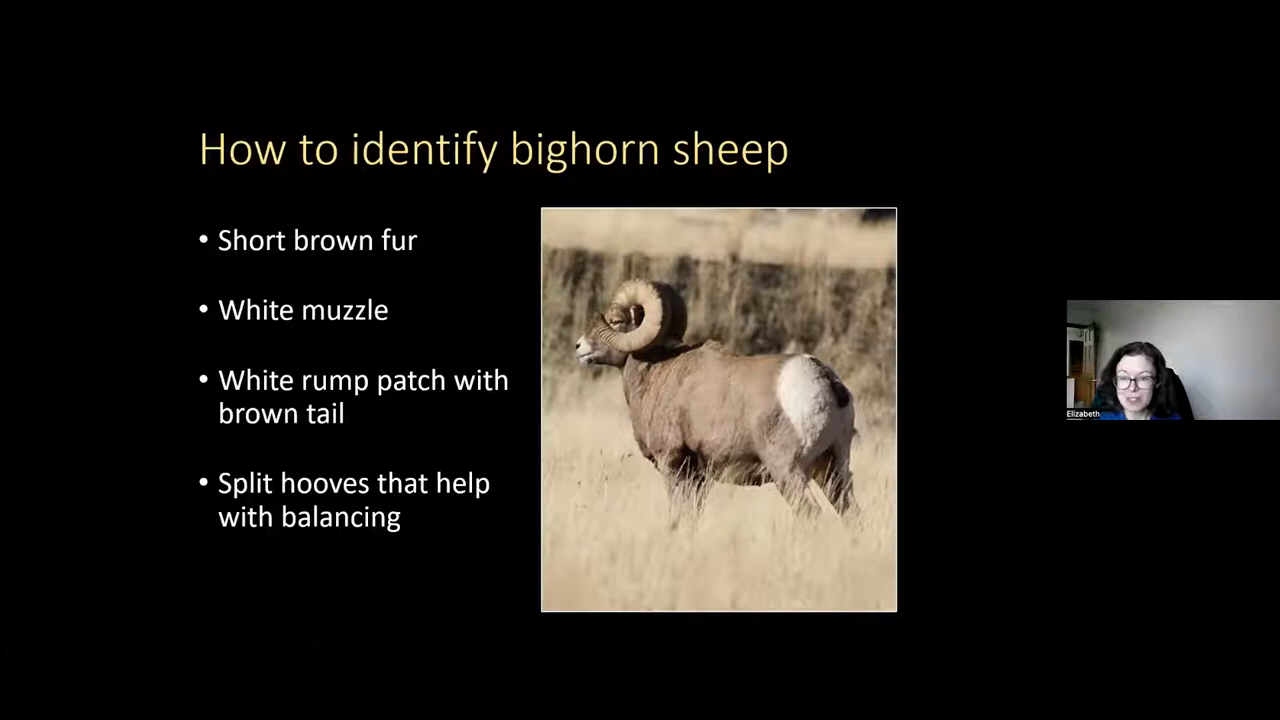 How to identify bighorn sheep
• Short brown fur
• White muzzle
• White rump patch with
brown tail
• Split hooves that help
with balancing
Elizabeth